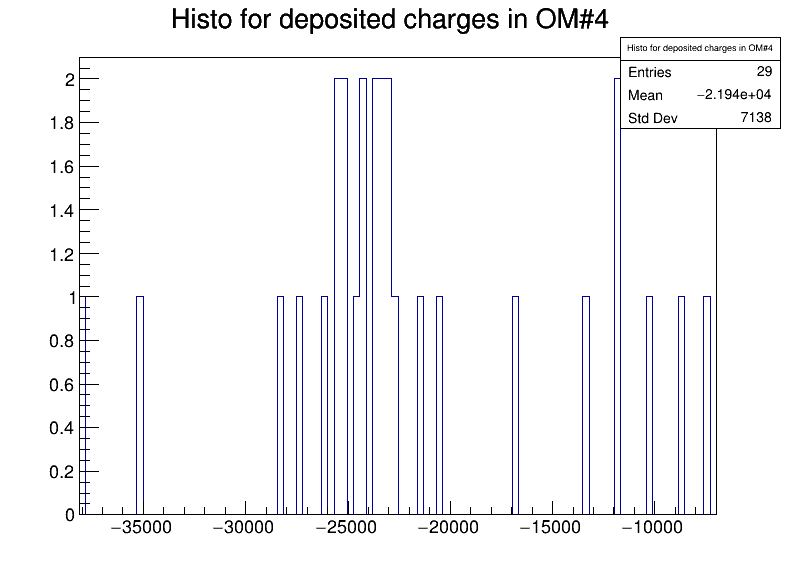 Histo for deposited charges in OM#4
Histo for deposited charges in OM#4
Entries 29
Mean −2.194e+04
Std Dev 7138
2
1.8
1.6
1.4
1.2
1
0.8
0.6
0.4
0.2
0
−35000 −30000 −25000 −20000 −15000 −10000